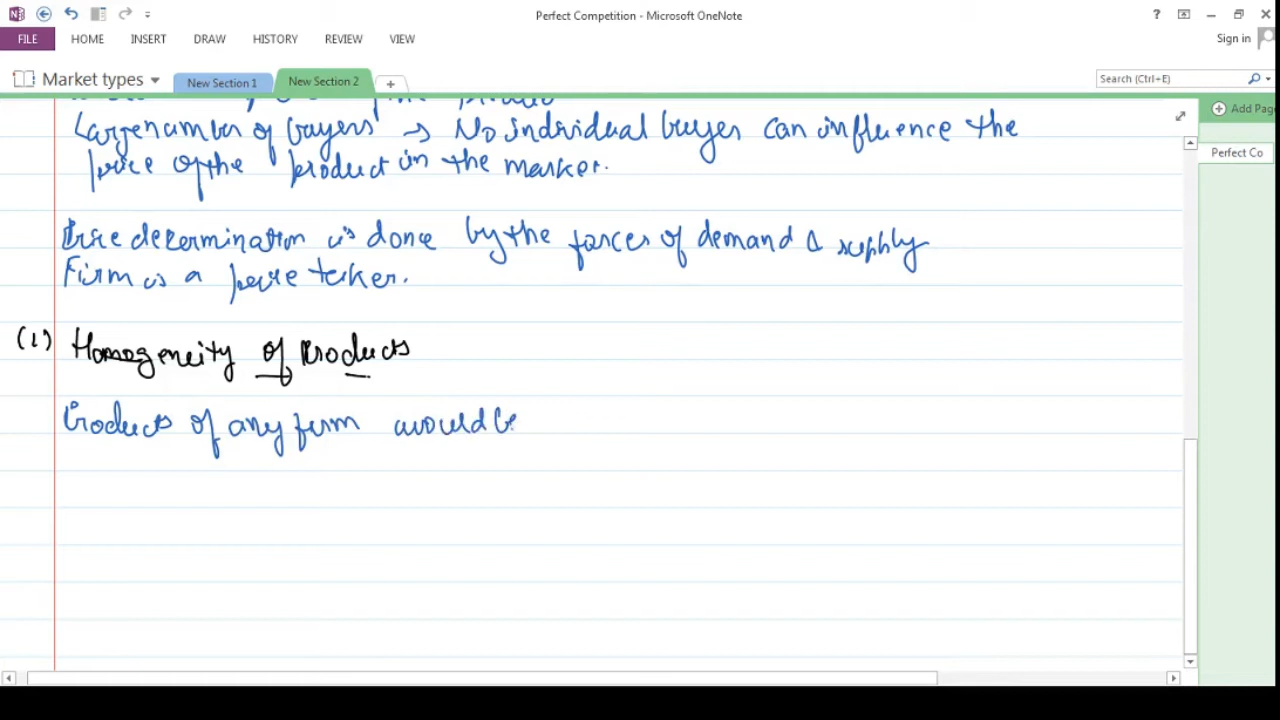 Perfect Competition - Microsoft OneNote
Sign in
FILE HOME INSERT DRAW HISTORY REVIEW VIEW
Market types New Section 1 New Section 2
Search (Ctrl+E)
Add Pag
Perfect Co
Large number of buyers → No individual buyer can influence the
price of the product in the market.
Price determination is done by the forces of demand & supply
Firm is a price taker.
(2) Homogeneity of Products
Products of any firm would be